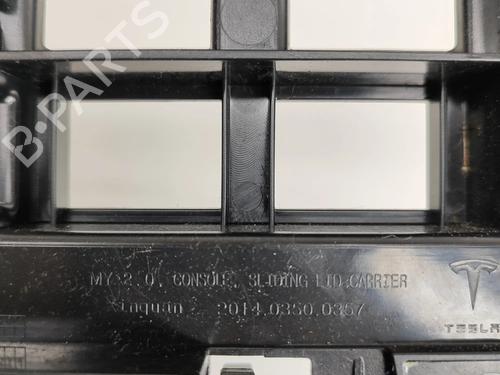 B-PARTS
MY 2.0, CONSOLE, SLIDING LID CARRIER
2014.0350.0357
TESLA